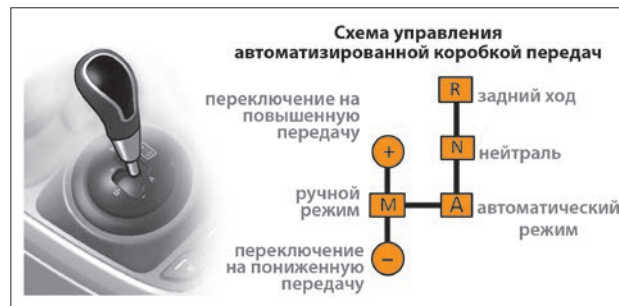 Схема управления
автоматизированной коробкой передач
переключение на
повышенную
передачу
R
задний ход
+
N
нейтраль
ручной
режим
M
A
автоматический
режим
переключение
на пониженную
передачу
–